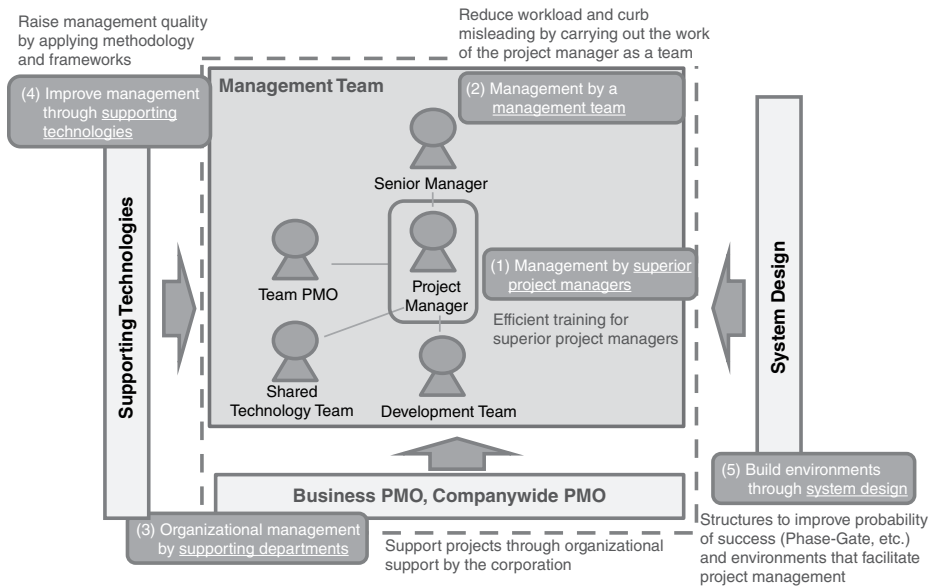 Raise management quality
by applying methodology
and frameworks
Reduce workload and curb
misleading by carrying out the work
of the project manager as a team
(4) Improve management
through supporting
technologies
Management Team
(2) Management by a
management team
Senior Manager
Supporting Technologies
Team PMO
Project
Manager
(1) Management by superior
project managers
Efficient training for
superior project managers
System Design
Shared
Technology Team
Development Team
Business PMO, Companywide PMO
(5) Build environments
through system design
(3) Organizational management
by supporting departments
Support projects through organizational
support by the corporation
Structures to improve probability
of success (Phase-Gate, etc.)
and environments that facilitate
project management